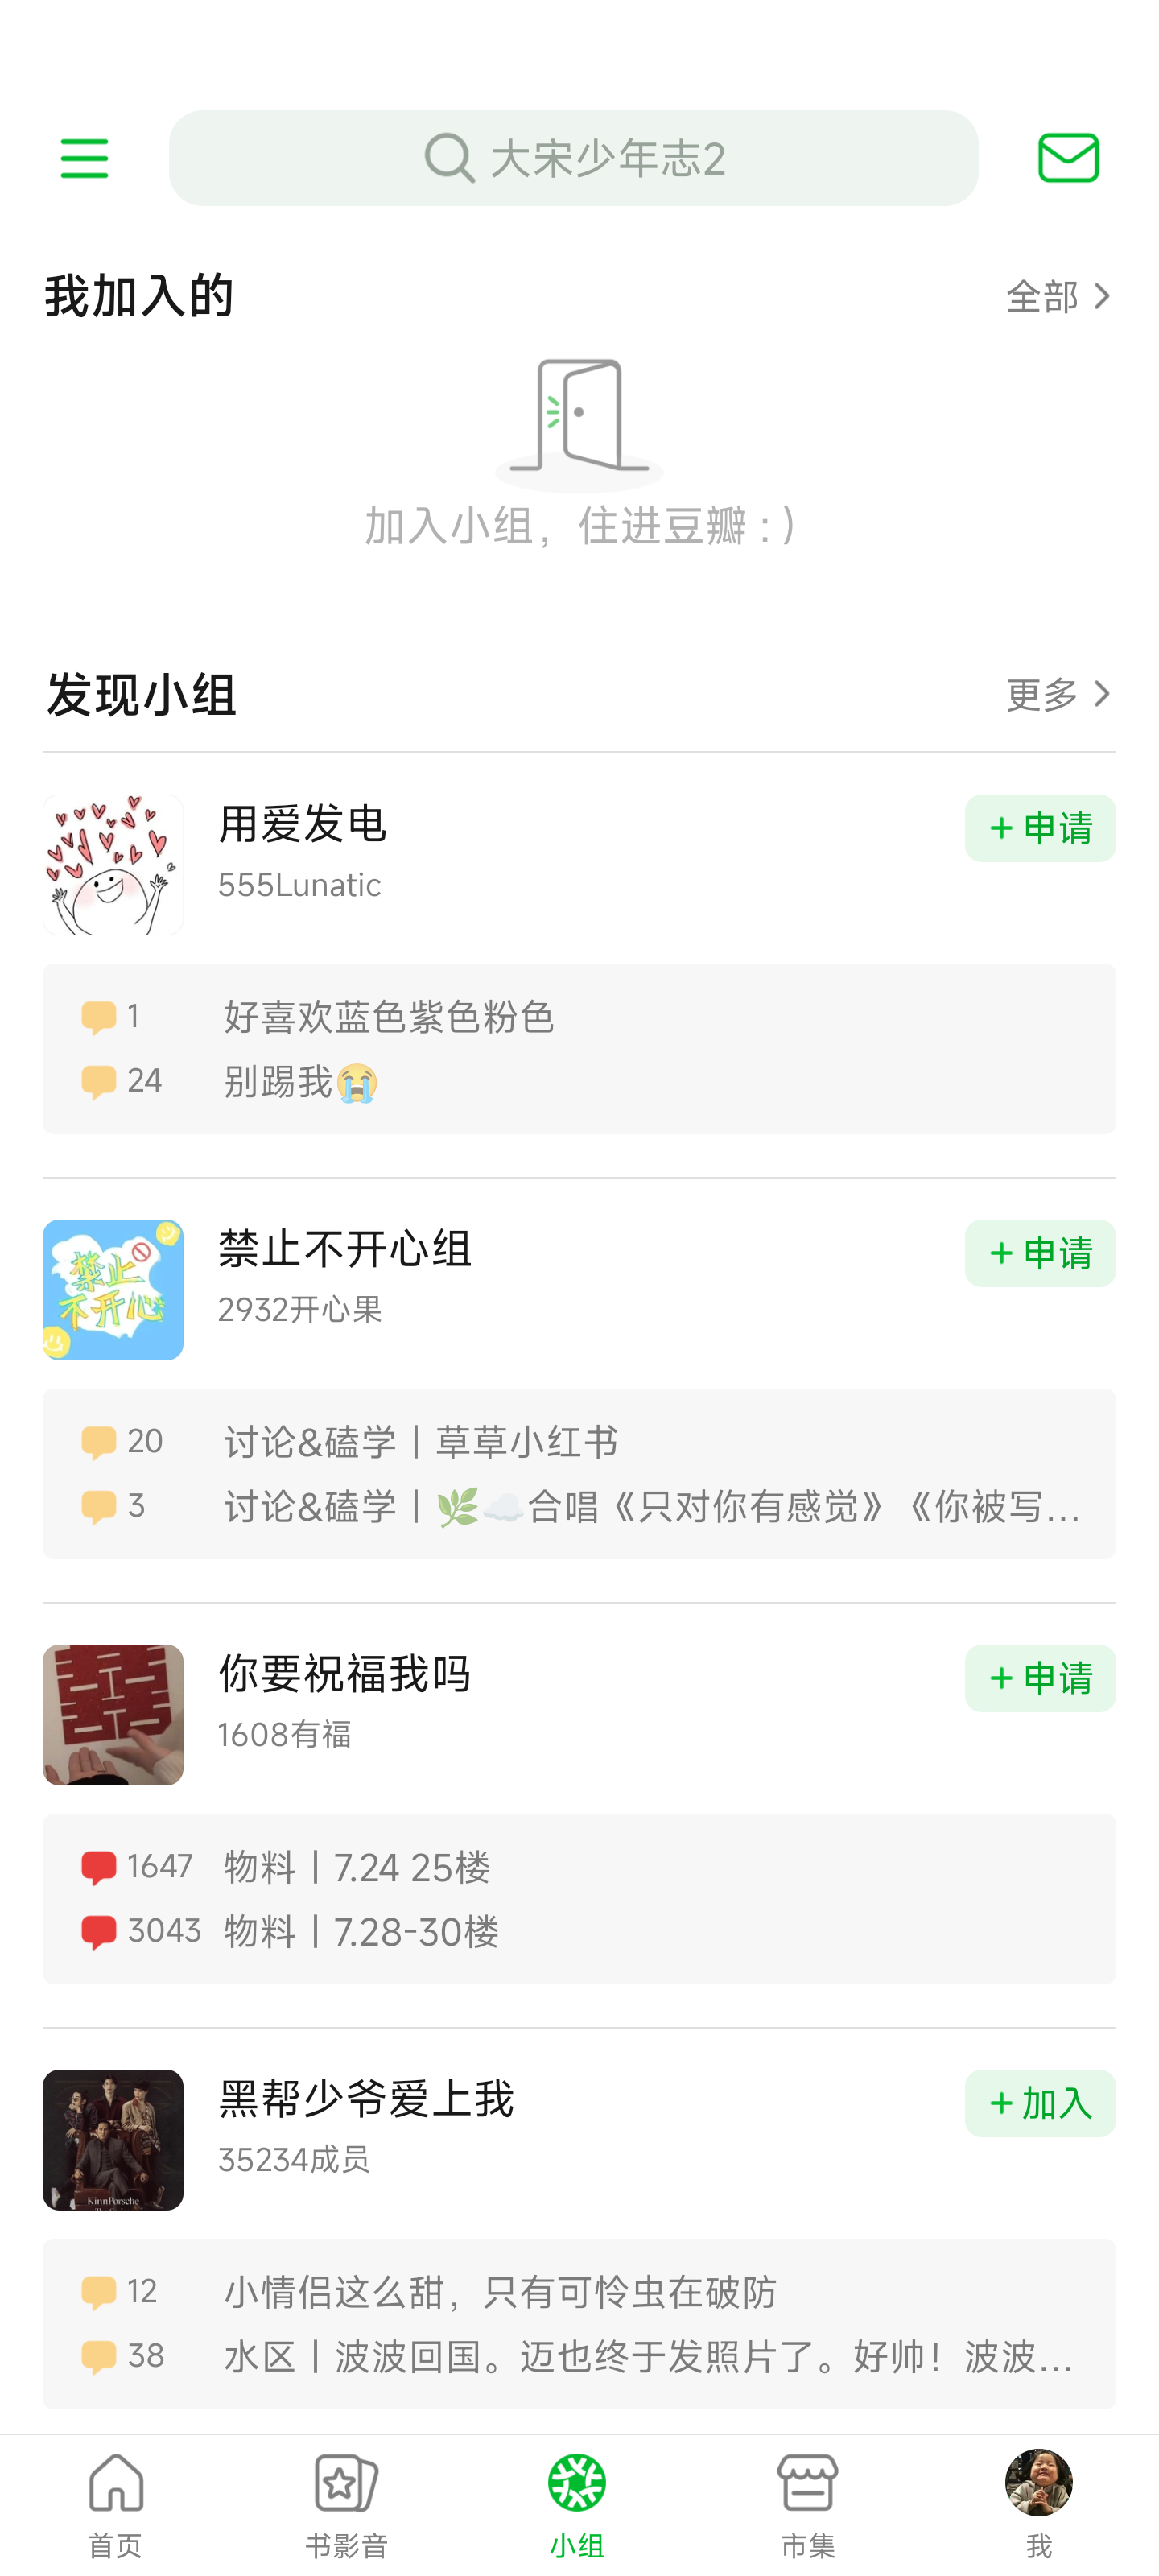 大宋少年志2
我加入的
全部
加入小组，住进豆瓣 : )
发现小组
更多
用爱发电
+ 申请
555Lunatic
1 好喜欢蓝色紫色粉色
24 别踢我😭
禁止不开心组
+ 申请
禁止
不开心
2932开心果
20 讨论&磕学丨草草小红书
3 讨论&磕学丨🌿☁️合唱《只对你有感觉》《你被写...
你要祝福我吗
+ 申请
1608有福
1647 物料丨7.24 25楼
3043 物料丨7.28-30楼
黑帮少爷爱上我
+ 加入
35234成员
KinnPorsche
12 小情侣这么甜，只有可怜虫在破防
38 水区丨波波回国。迈也终于发照片了。好帅！波波...
首页 书影音 小组 市集 我